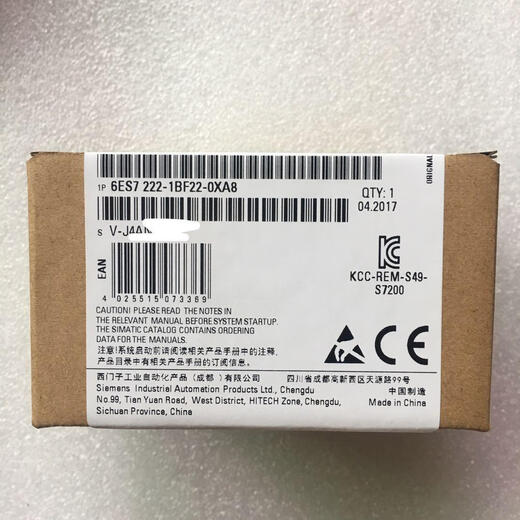 ORIGINAL
1P 6ES7 222-1BF22-0XA8
QTY: 1
04.2017
S V-J4AN
EAN
4 025515 073369
KCC-REM-S49-
S7200
CAUTION! PLEASE READ THE NOTES IN
THE RELEVANT MANUAL BEFORE SYSTEM STARTUP.
THE SIMATIC CATALOG CONTAINS ORDERING
DATA FOR THE MANUALS.
注意!系统启动前请阅读相关产品手册中的注释,
产品目录中有相关产品手册的订阅信息。
CE
西门子工业自动化产品(成都)有限公司 四川省成都高新西区天源路99号
Siemens Industrial Automation Products Ltd., Chengdu 中国制造
No.99, Tian Yuan Road, West District, HITECH Zone, Chengdu, Made in China
Sichuan Province, China